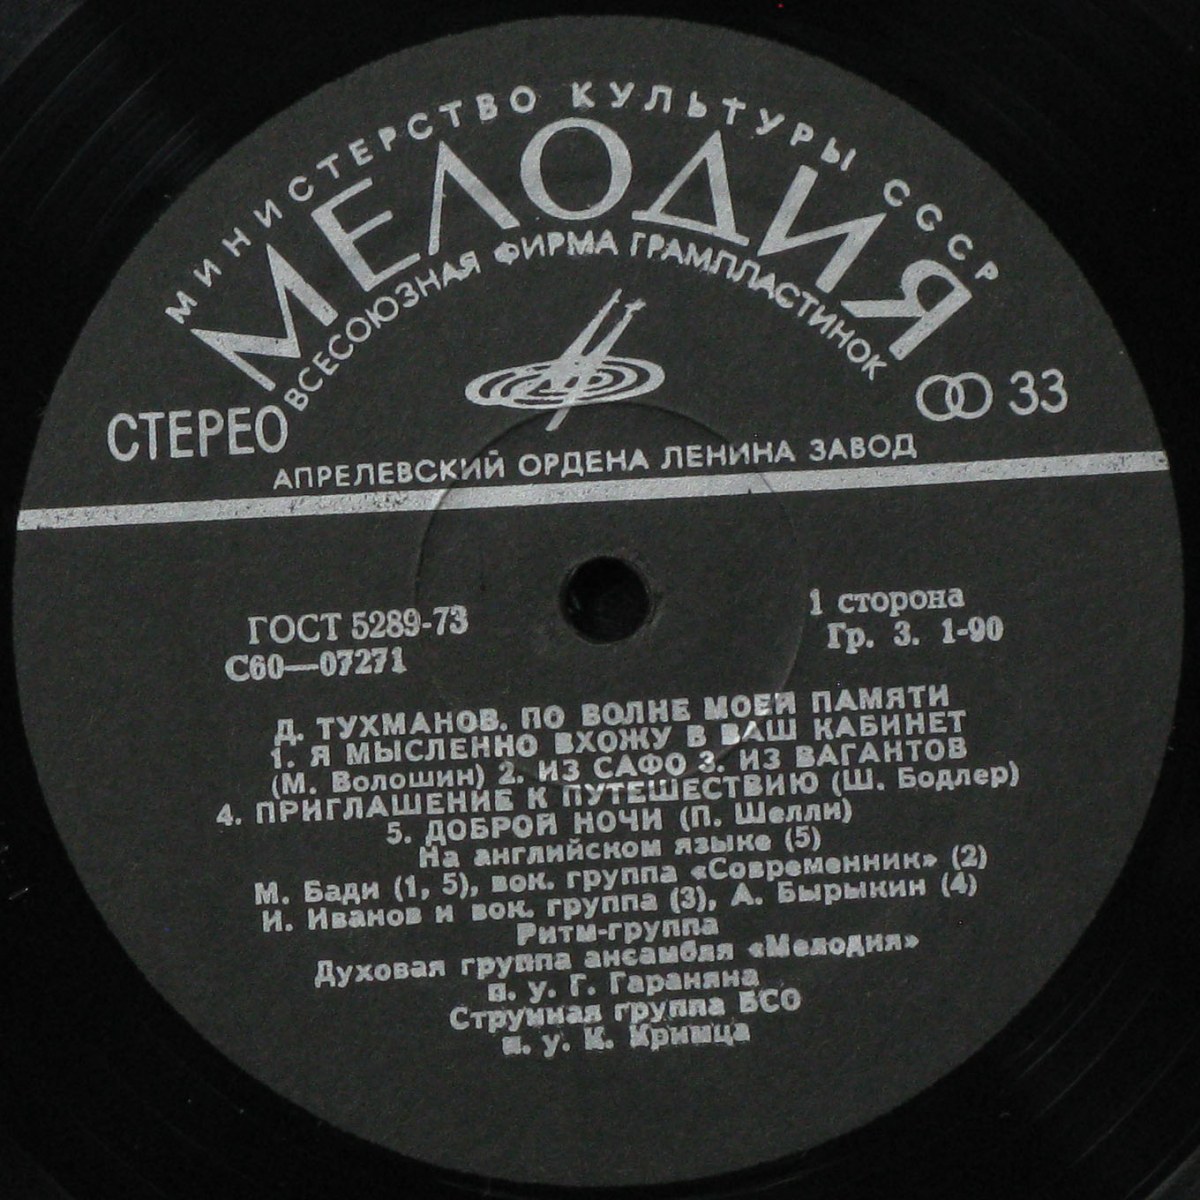 МИНИСТЕРСТВО КУЛЬТУРЫ СССР
МЕЛОДИЯ
ВСЕСОЮЗНАЯ ФИРМА ГРАМПЛАСТИНОК
СТЕРЕО
33
АПРЕЛЕВСКИЙ ОРДЕНА ЛЕНИНА ЗАВОД
ГОСТ 5289-73
С60—07271
1 сторона
Гр. 3. 1-90
Д. ТУХМАНОВ. ПО ВОЛНЕ МОЕЙ ПАМЯТИ
1. Я МЫСЛЕННО ВХОЖУ В ВАШ КАБИНЕТ
(М. Волошин) 2. ИЗ САФО 3. ИЗ ВАГАНТОВ
4. ПРИГЛАШЕНИЕ К ПУТЕШЕСТВИЮ (Ш. Бодлер)
5. ДОБРОЙ НОЧИ (П. Шелли)
На английском языке (5)
М. Бади (1, 5), вок. группа «Современник» (2)
И. Иванов и вок. группа (3), А. Бырыкин (4)
Ритм-группа
Духовая группа ансамбля «Мелодия»
п. у. Г. Гараняна
Струнная группа БСО
п. у. К. Кримца